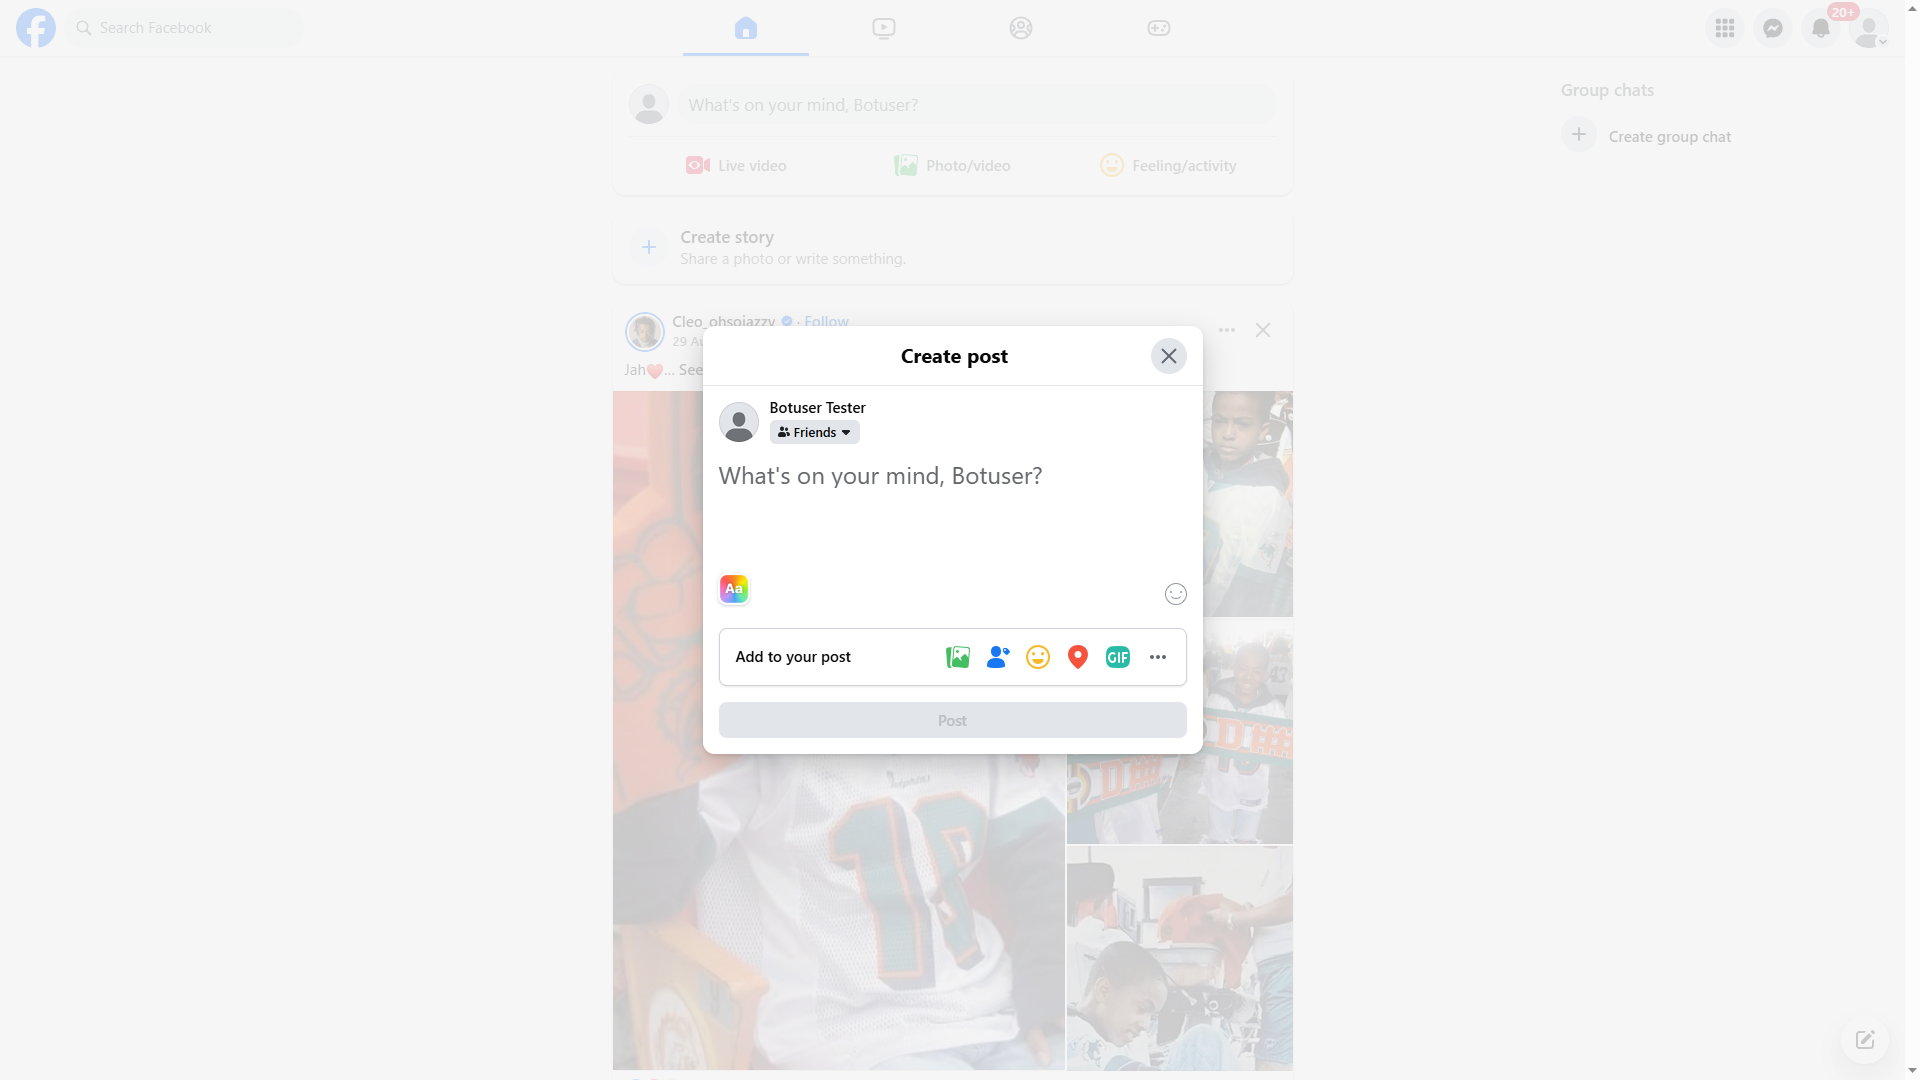 Search Facebook
20+
What's on your mind, Botuser?
Live video
Photo/video
Feeling/activity
Group chats
Create group chat
Create story
Share a photo or write something.
Cleo_ohsojazzy · Follow
29 Au
Jah❤️... See
Create post
Botuser Tester
Friends
What's on your mind, Botuser?
Aa
Add to your post
GIF
Post